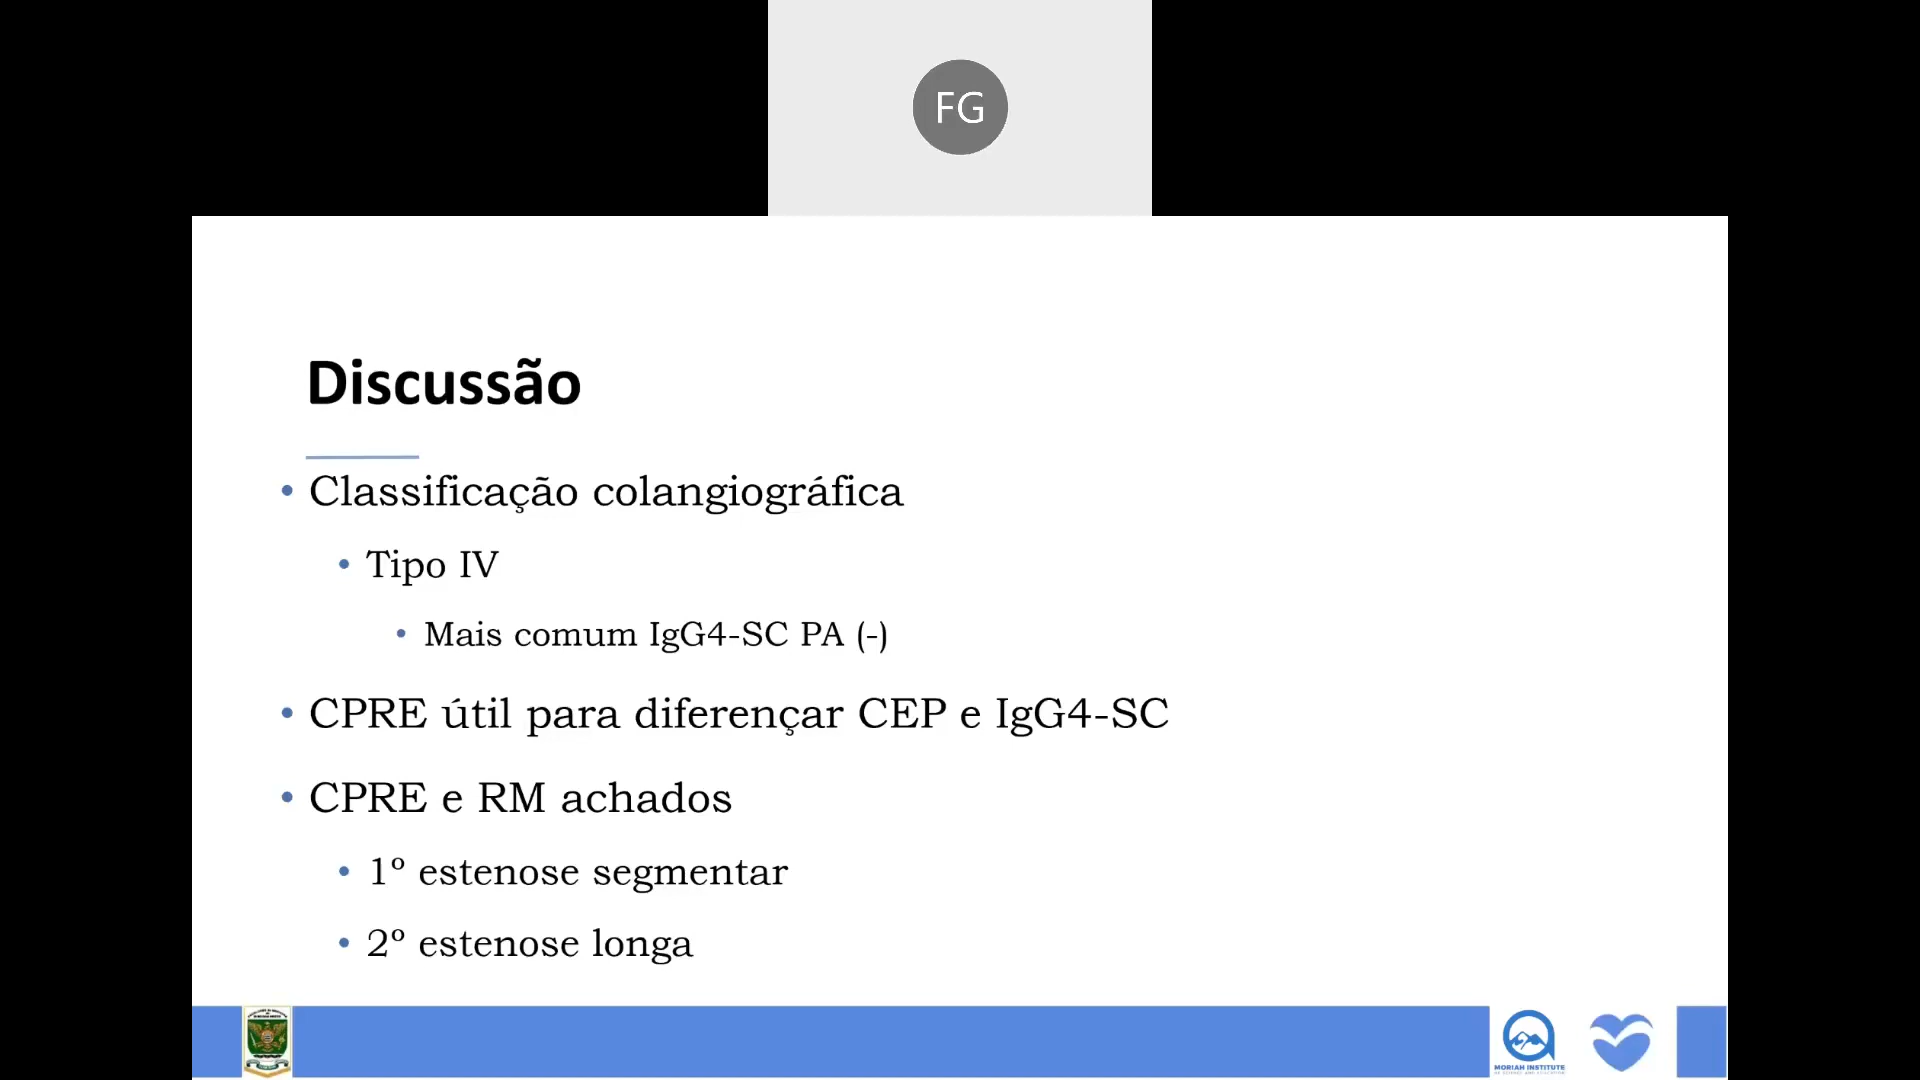 FG
Discussão
Classificação colangiográfica
Tipo IV
Mais comum IgG4-SC PA (-)
CPRE útil para diferençar CEP e IgG4-SC
CPRE e RM achados
1º estenose segmentar
2º estenose longa
MORIAH INSTITUTE